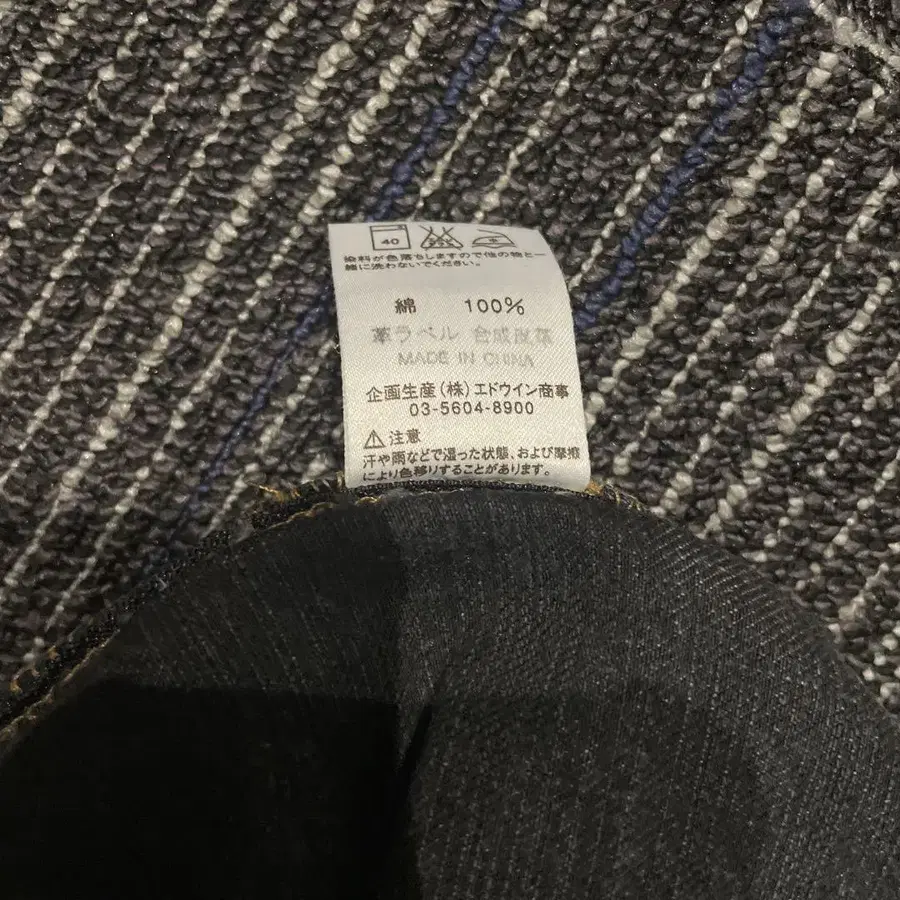 40
染料が色落ちしますので他の物と一
緒に洗わないでください。
綿 100%
革ラベル 合成皮革
MADE IN CHINA
企画生産(株)エドウイン商事
03-5604-8900
⚠ 注意
汗や雨などで湿った状態、および摩擦
により色移りすることがあります。